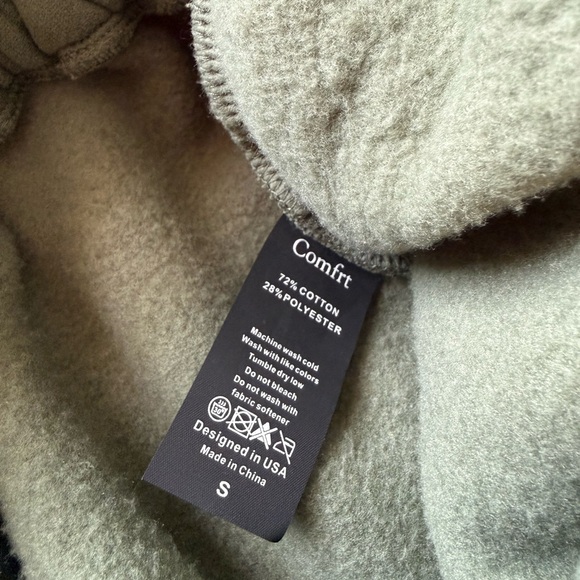 Comfrt
72% COTTON
28% POLYESTER
Machine wash cold
Wash with like colors
Tumble dry low
Do not bleach
Do not wash with
fabric softener
30°
Designed in USA
Made in China
S